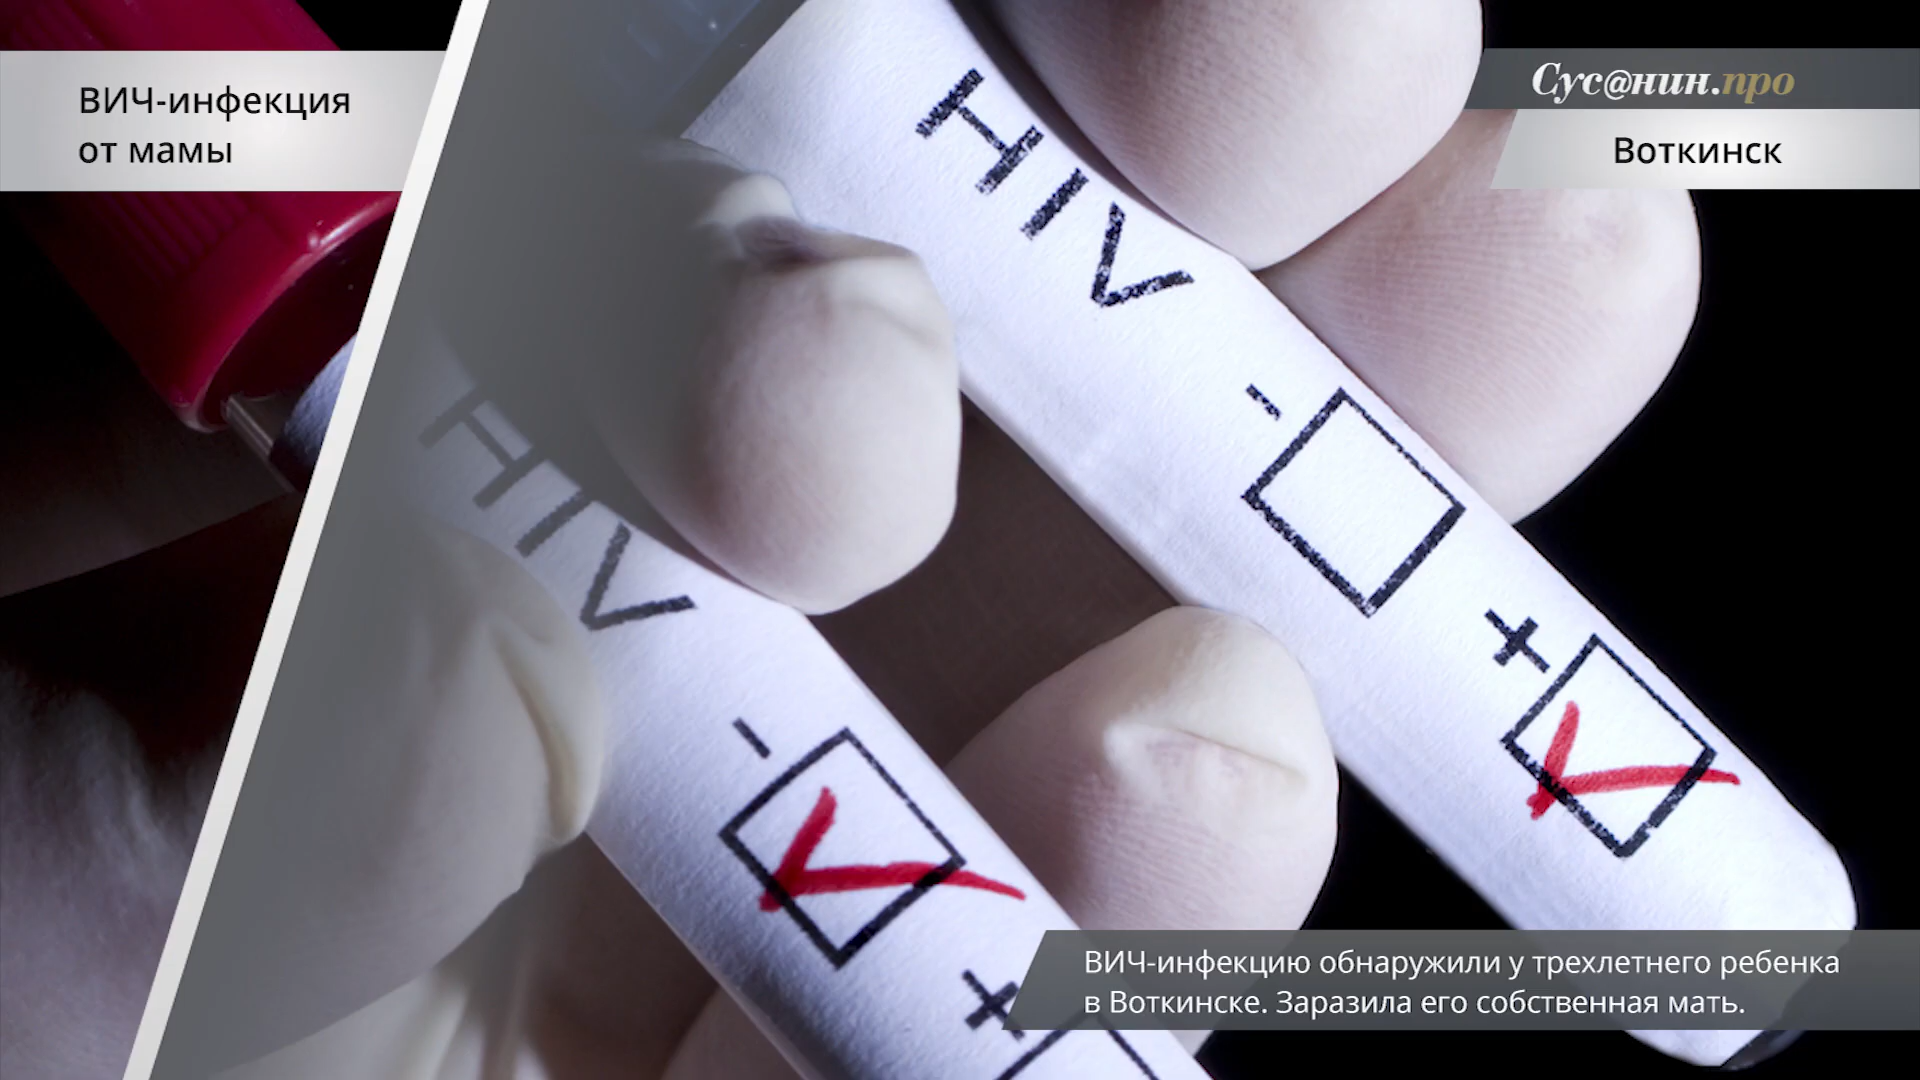 ВИЧ-инфекция
от мамы
Сус@нин.про
Воткинск
HIV
-
+
HIV
-
+
ВИЧ-инфекцию обнаружили у трехлетнего ребенка
в Воткинске. Заразила его собственная мать.